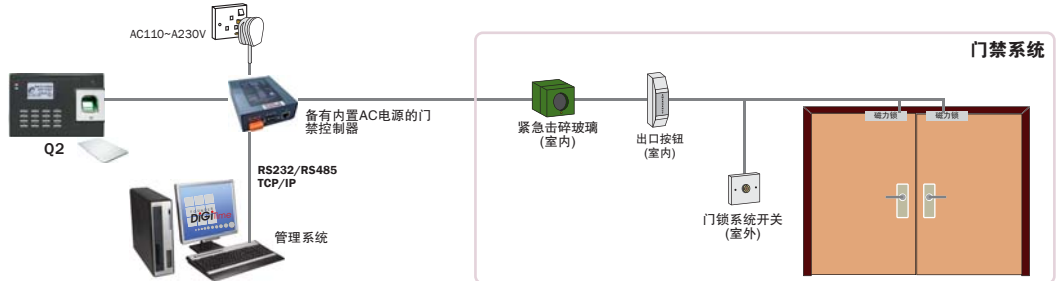 门禁系统
AC110~A230V
备有内置AC电源的门
禁控制器
Q2
RS232/RS485
TCP/IP
DIGITime
管理系统
紧急击碎玻璃
(室内)
出口按钮
(室内)
门锁系统开关
(室外)
磁力锁
磁力锁